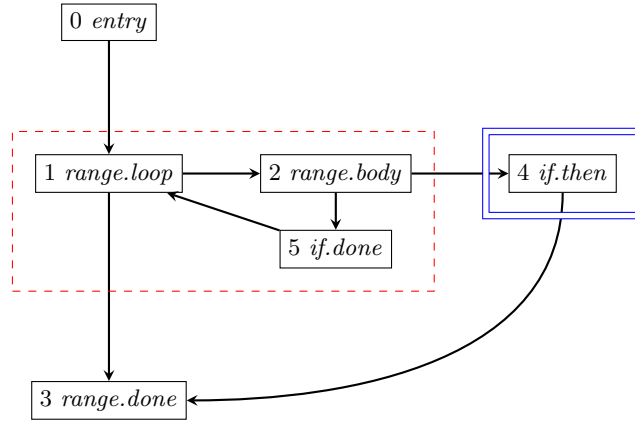 0 entry
1 range.loop
2 range.body
4 if.then
5 if.done
3 range.done